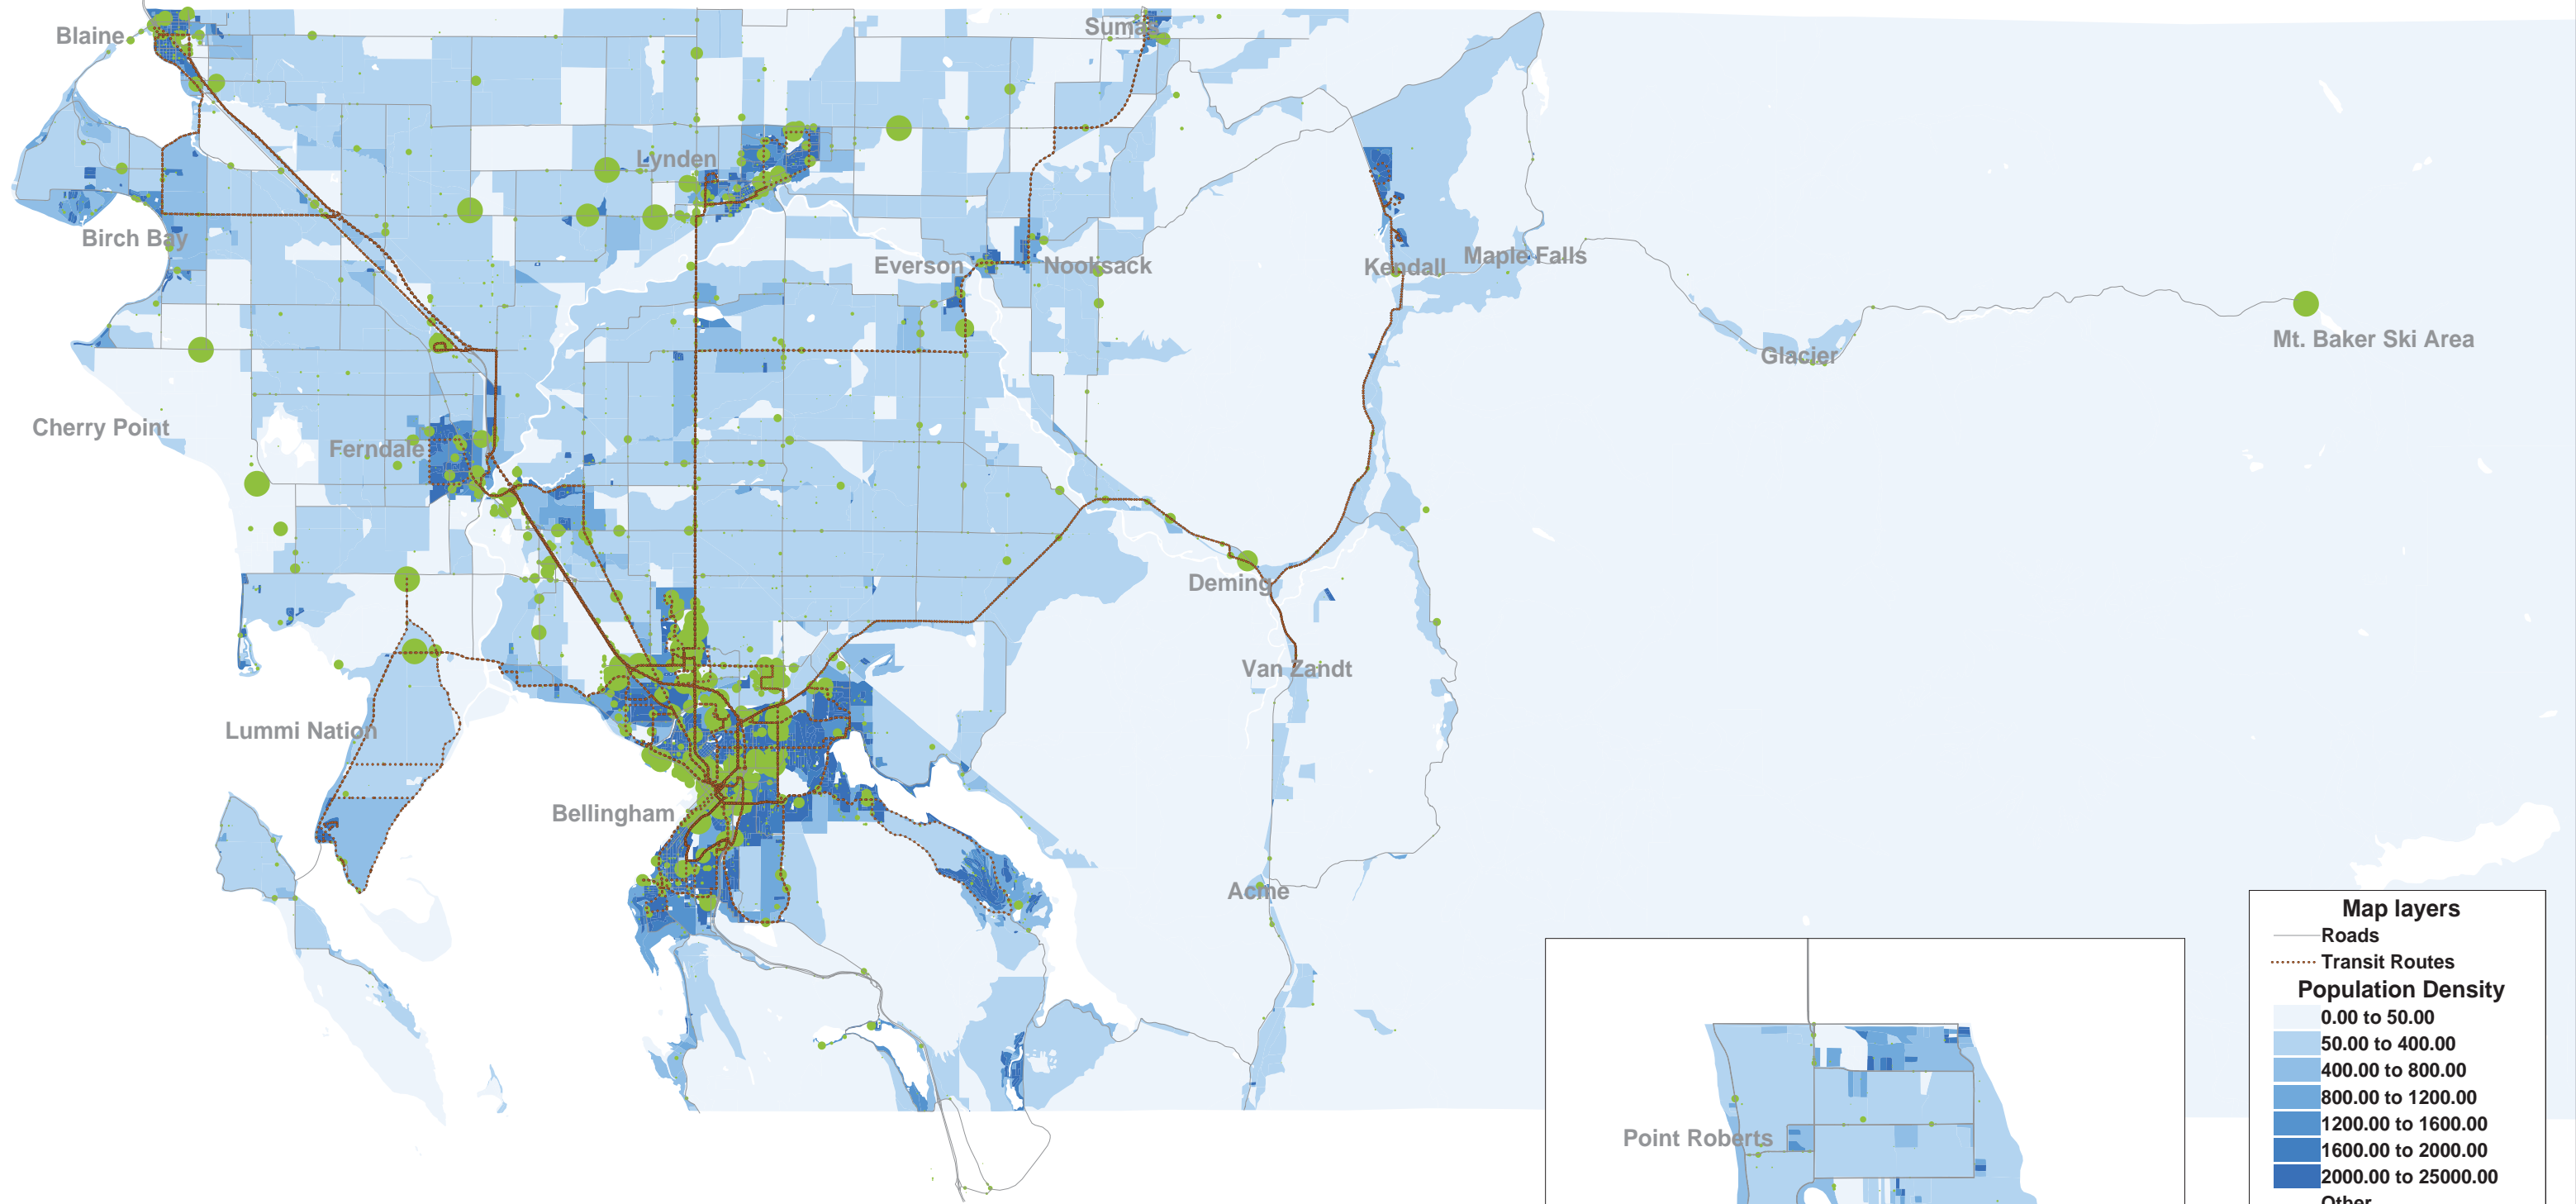 Blaine
Sumas
Lynden
Birch Bay
Everson
Nooksack
Kendall
Maple Falls
Mt. Baker Ski Area
Glacier
Cherry Point
Ferndale
Deming
Van Zandt
Lummi Nation
Bellingham
Acme
Map layers
Roads
Transit Routes
Population Density
0.00 to 50.00
50.00 to 400.00
400.00 to 800.00
800.00 to 1200.00
1200.00 to 1600.00
1600.00 to 2000.00
2000.00 to 25000.00
Other
Point Roberts